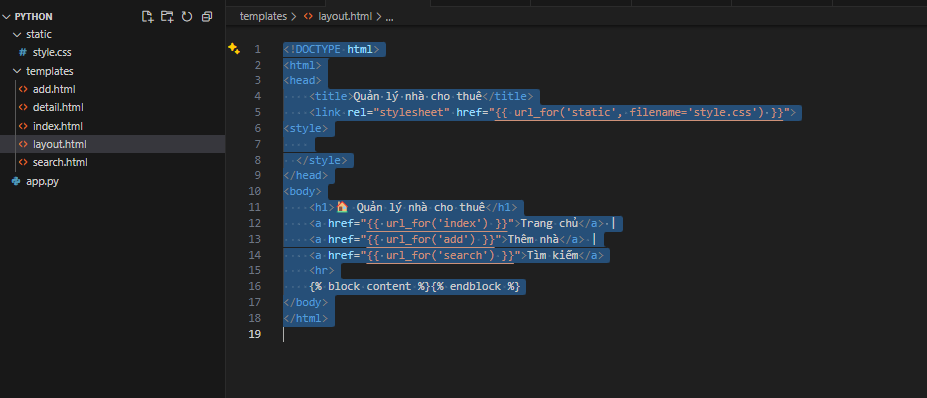 PYTHON
static
# style.css
templates
<> add.html
<> detail.html
<> index.html
<> layout.html
<> search.html
app.py
templates > <> layout.html > ...
1 <!DOCTYPE html>
2 <html>
3 <head>
4     <title>Quản lý nhà cho thuê</title>
5     <link rel="stylesheet" href="{{ url_for('static', filename='style.css') }}">
6 <style>
7
8   </style>
9 </head>
10 <body>
11     <h1>🏠 Quản lý nhà cho thuê</h1>
12     <a href="{{ url_for('index') }}">Trang chủ</a> |
13     <a href="{{ url_for('add') }}">Thêm nhà</a> |
14     <a href="{{ url_for('search') }}">Tìm kiếm</a>
15     <hr>
16     {% block content %}{% endblock %}
17 </body>
18 </html>
19